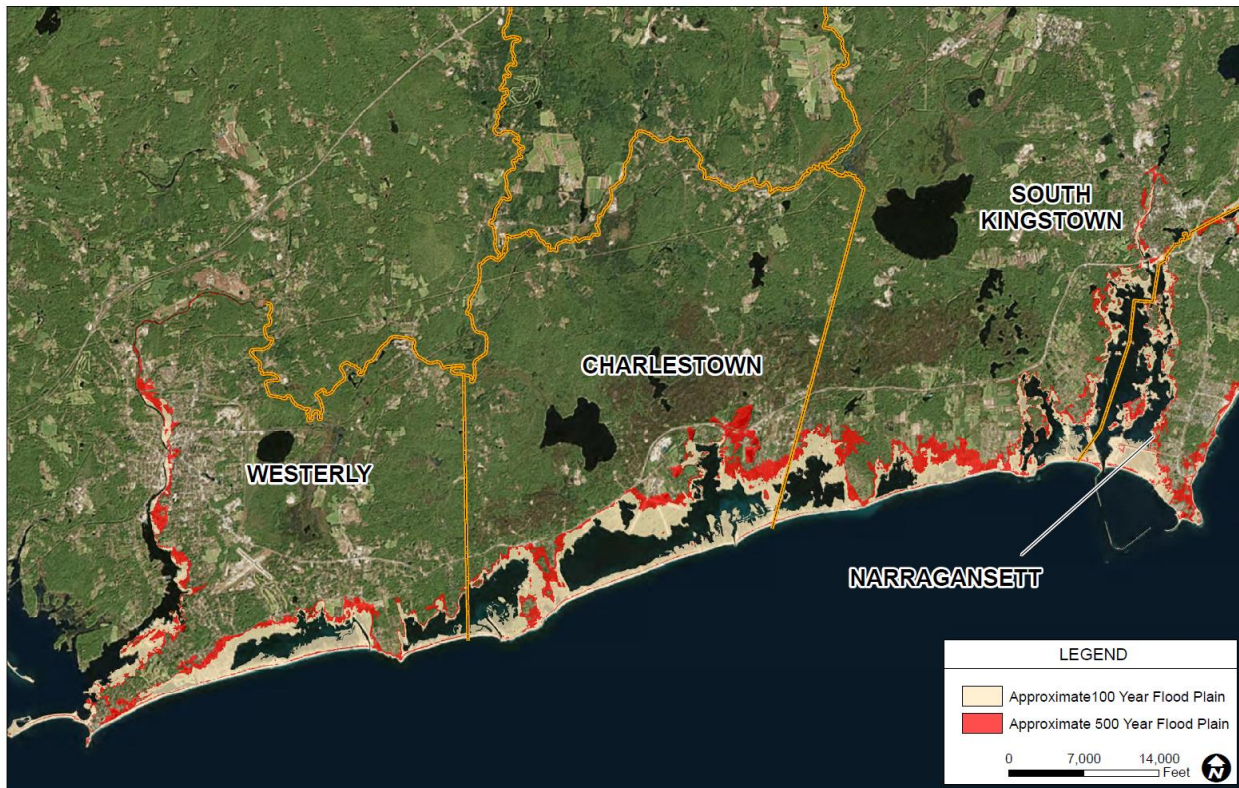 SOUTH
KINGSTOWN
CHARLESTOWN
WESTERLY
NARRAGANSETT
LEGEND
Approximate100 Year Flood Plain
Approximate 500 Year Flood Plain
0 7,000 14,000
Feet
N